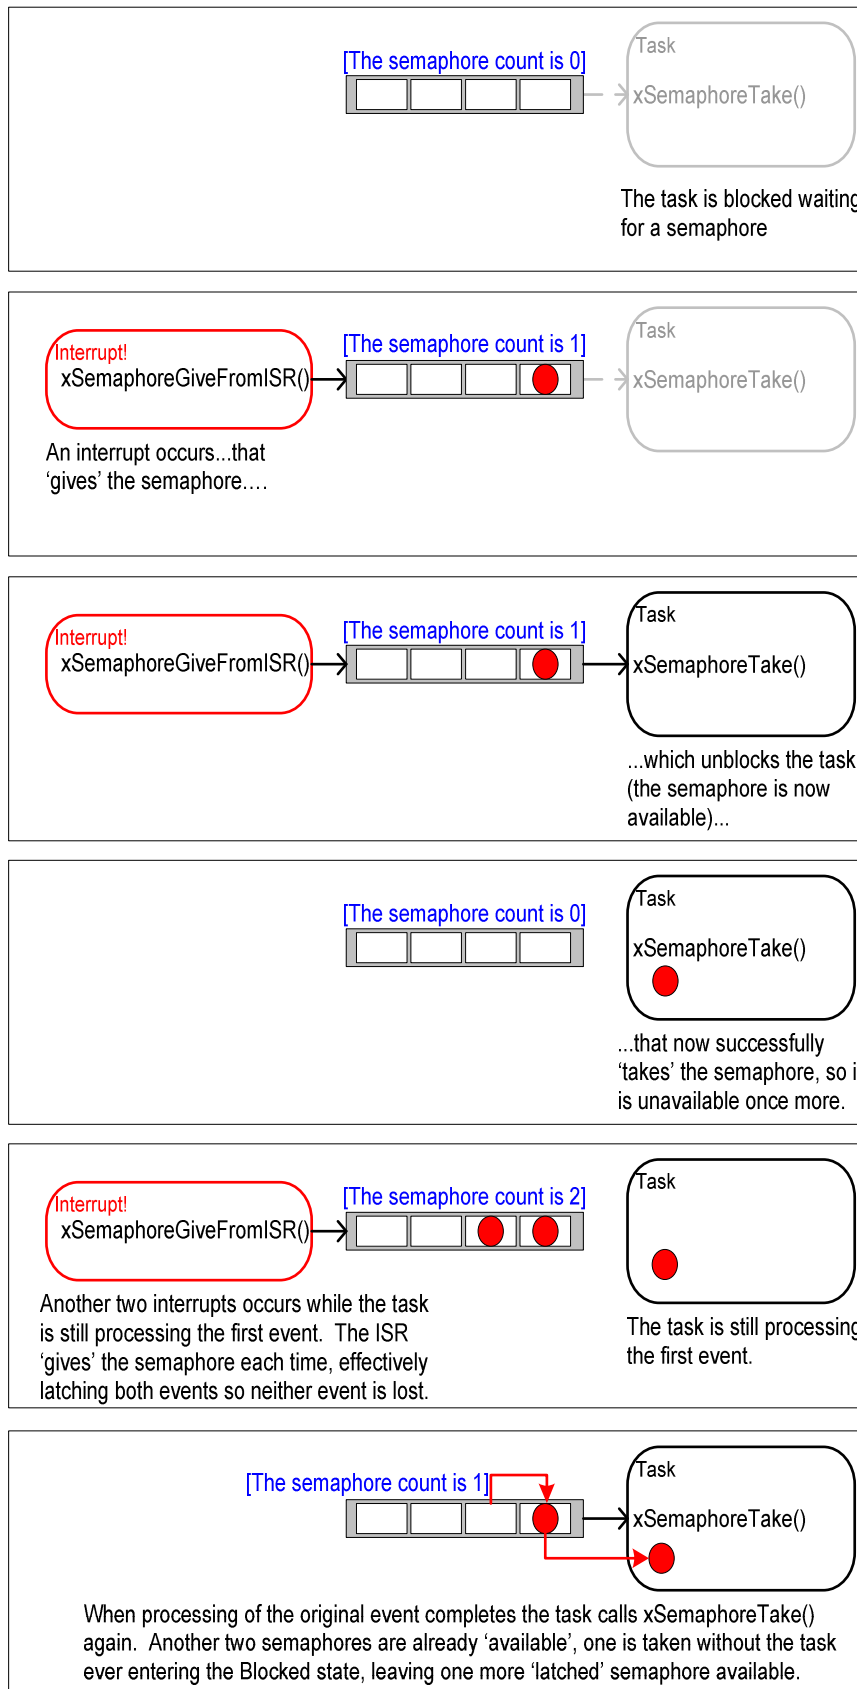 [The semaphore count is 0]
Task
xSemaphoreTake()
The task is blocked waiting
for a semaphore
Interrupt!
xSemaphoreGiveFromISR()
An interrupt occurs...that
‘gives’ the semaphore….
[The semaphore count is 1]
Task
xSemaphoreTake()
Interrupt!
xSemaphoreGiveFromISR()
[The semaphore count is 1]
Task
xSemaphoreTake()
...which unblocks the task
(the semaphore is now
available)...
[The semaphore count is 0]
Task
xSemaphoreTake()
...that now successfully
‘takes’ the semaphore, so i
is unavailable once more.
Interrupt!
xSemaphoreGiveFromISR()
Another two interrupts occurs while the task
is still processing the first event.  The ISR
‘gives’ the semaphore each time, effectively
latching both events so neither event is lost.
[The semaphore count is 2]
Task
The task is still processing
the first event.
[The semaphore count is 1]
Task
xSemaphoreTake()
When processing of the original event completes the task calls xSemaphoreTake()
again.  Another two semaphores are already ‘available’, one is taken without the task
ever entering the Blocked state, leaving one more ‘latched’ semaphore available.